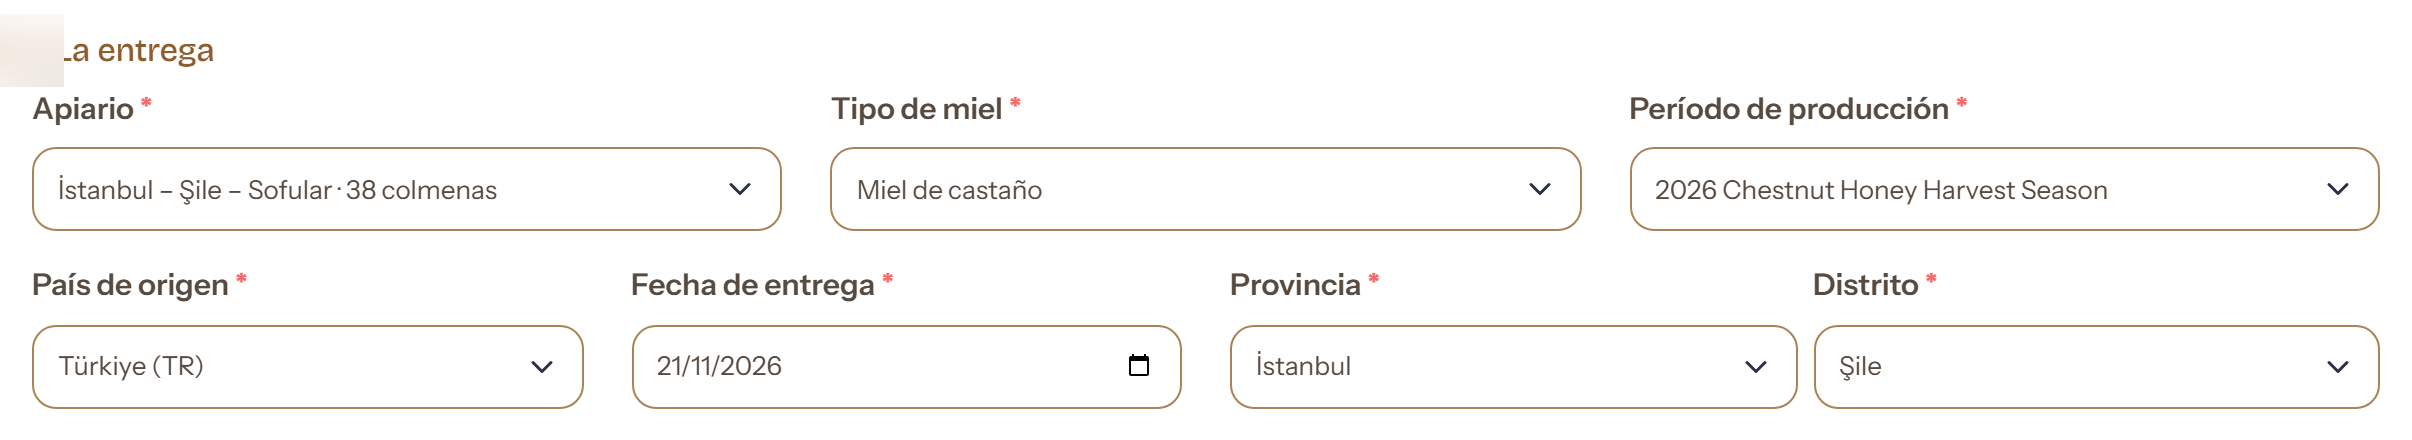 La entrega
Apiario * Tipo de miel * Período de producción *
İstanbul – Şile – Sofular · 38 colmenas Miel de castaño 2026 Chestnut Honey Harvest Season
País de origen * Fecha de entrega * Provincia * Distrito *
Türkiye (TR) 21/11/2026 İstanbul Şile